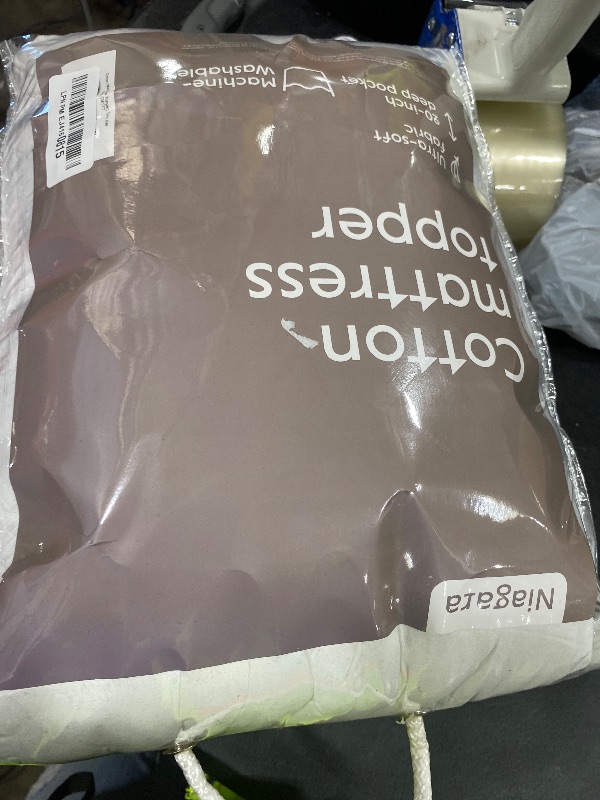 Niagara
Cotton
mattress
topper
Ultra-soft
fabric
20-inch
deep pocket
Machine-
Washable